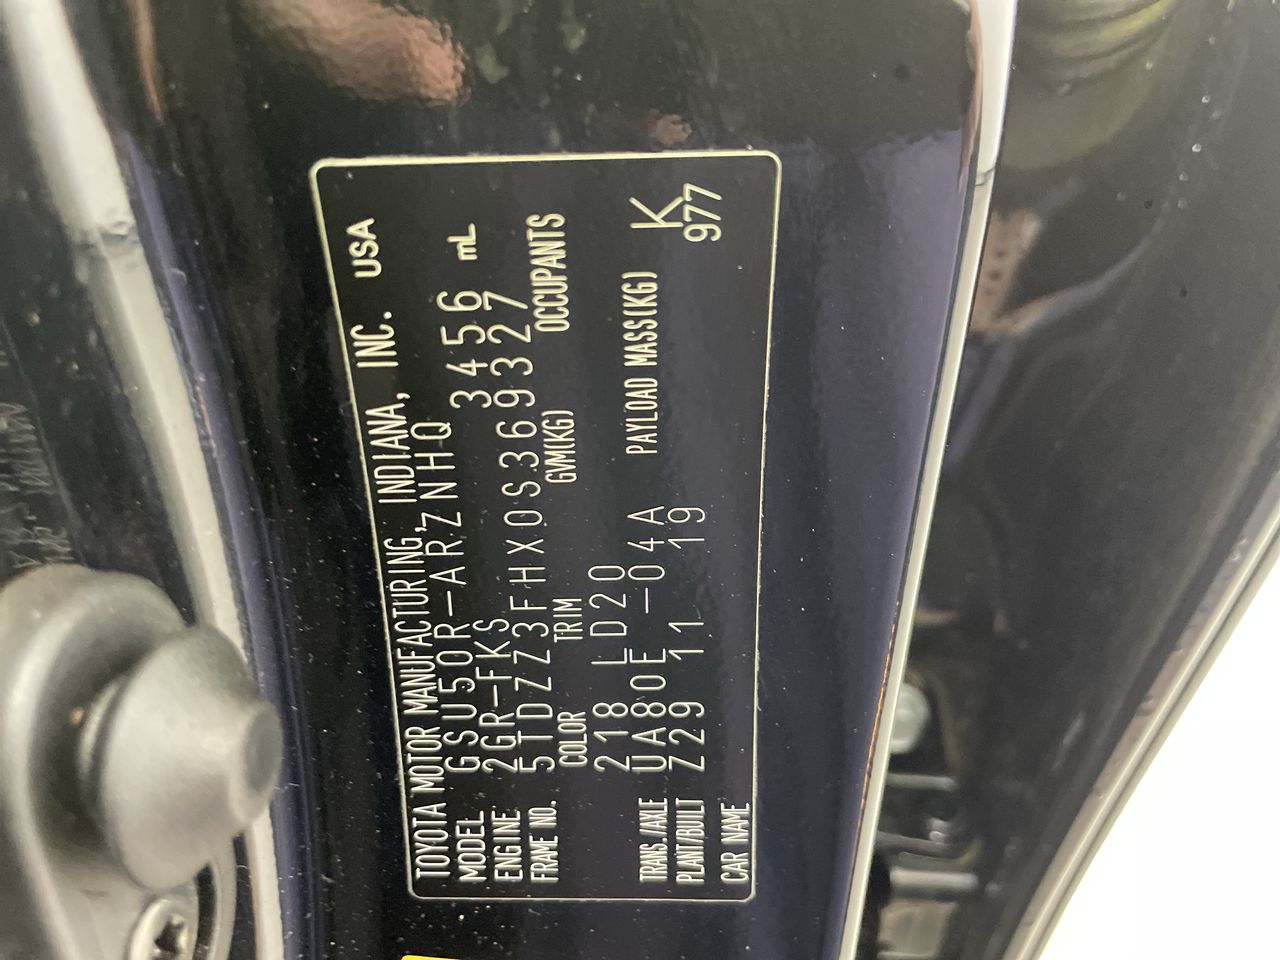 TOYOTA MOTOR MANUFACTURING, INDIANA, INC. USA
MODEL GSU50R-ARZNHQ
ENGINE 2GR-FKS 3456 mL
FRAME NO. 5TDZZ3FHX0S369327
COLOR TRIM GVM(KG) OCCUPANTS
218 LD20
TRANS./AXLE UA80E -04A PAYLOAD MASS(KG) K
PLANT/BUILT Z29 11 19 977
CAR NAME